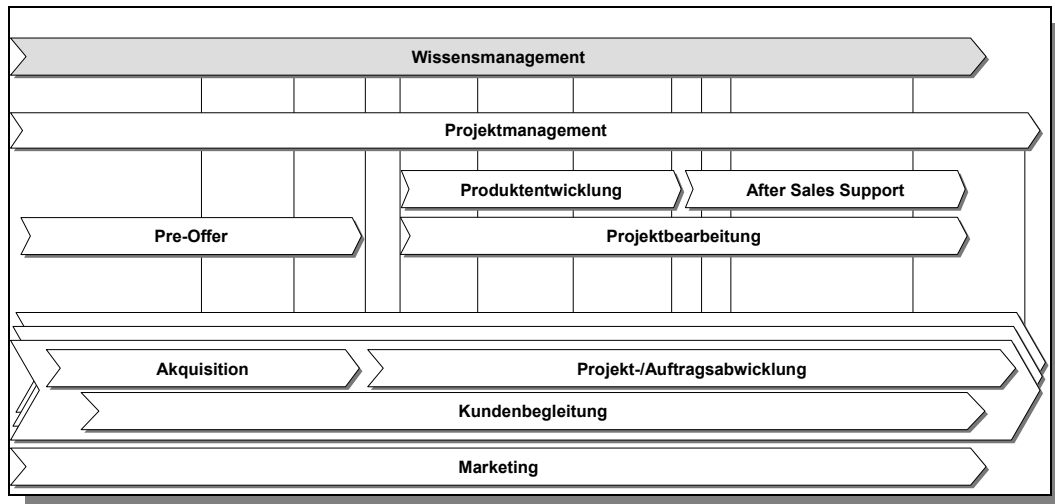 Wissensmanagement
Projektmanagement
Produktentwicklung
After Sales Support
Pre-Offer
Projektbearbeitung
Akquisition
Projekt-/Auftragsabwicklung
Kundenbegleitung
Marketing